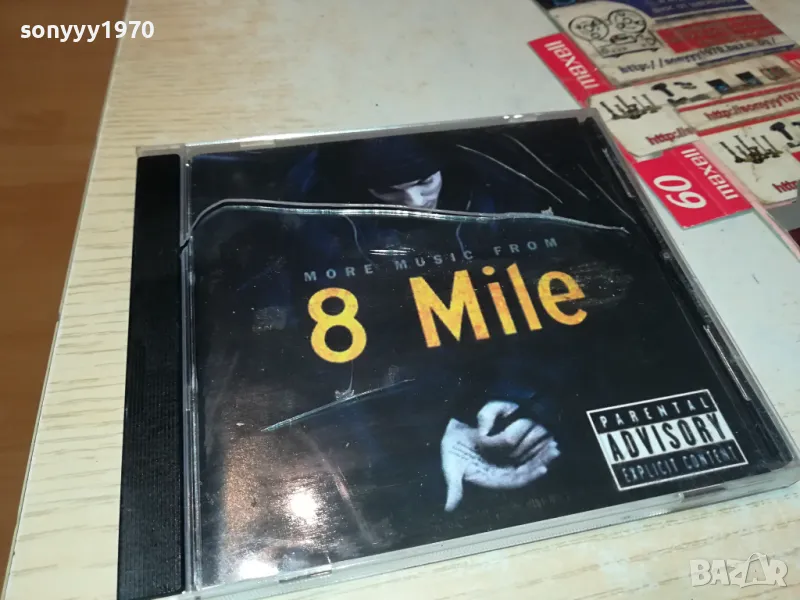 sonyyy1970
maxell
60
maxell
MORE MUSIC FROM
8 Mile
PARENTAL
ADVISORY
EXPLICIT CONTENT
BAZAR